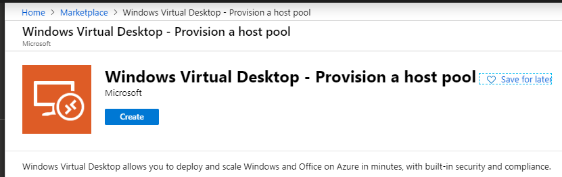 Home > Marketplace > Windows Virtual Desktop - Provision a host pool
Windows Virtual Desktop - Provision a host pool
Microsoft
Windows Virtual Desktop - Provision a host pool
Save for later
Microsoft
Create
Windows Virtual Desktop allows you to deploy and scale Windows and Office on Azure in minutes, with built-in security and compliance.